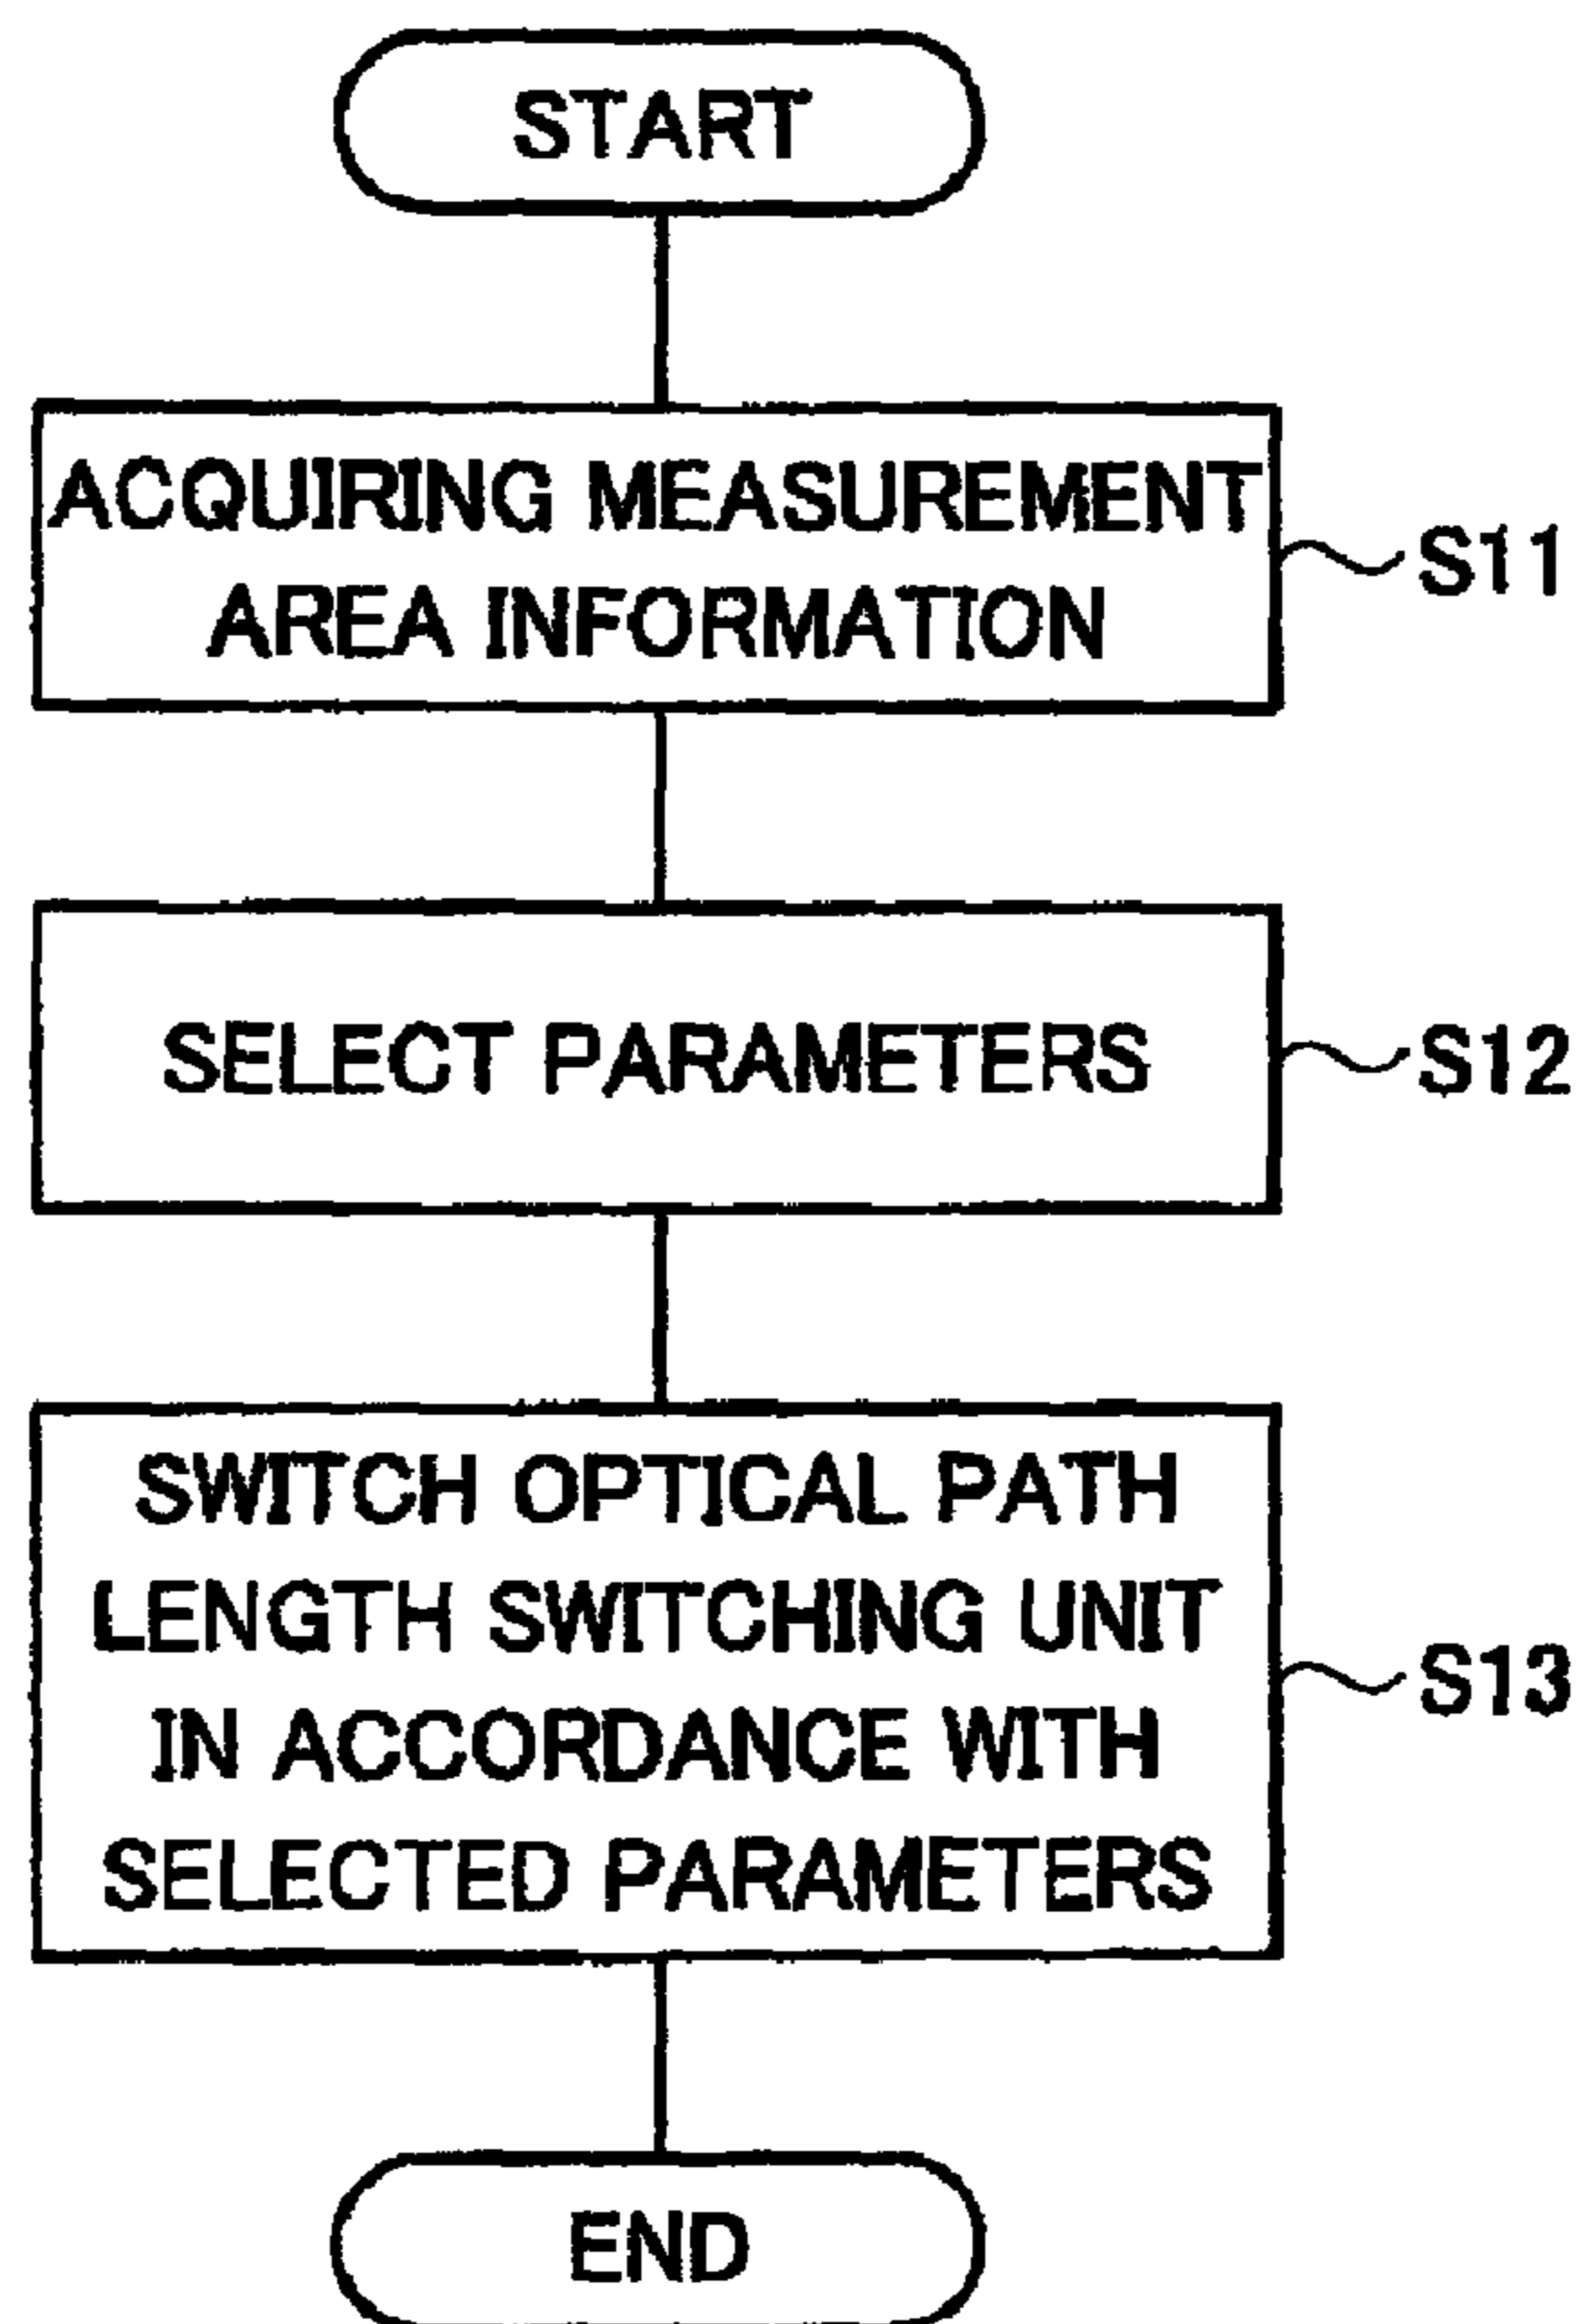 START
ACQUIRING MEASUREMENT
AREA INFORMATION
S11
SELECT PARAMETERS
S12
SWITCH OPTICAL PATH
LENGTH SWITCHING UNIT
IN ACCORDANCE WITH
SELECTED PARAMETERS
S13
END